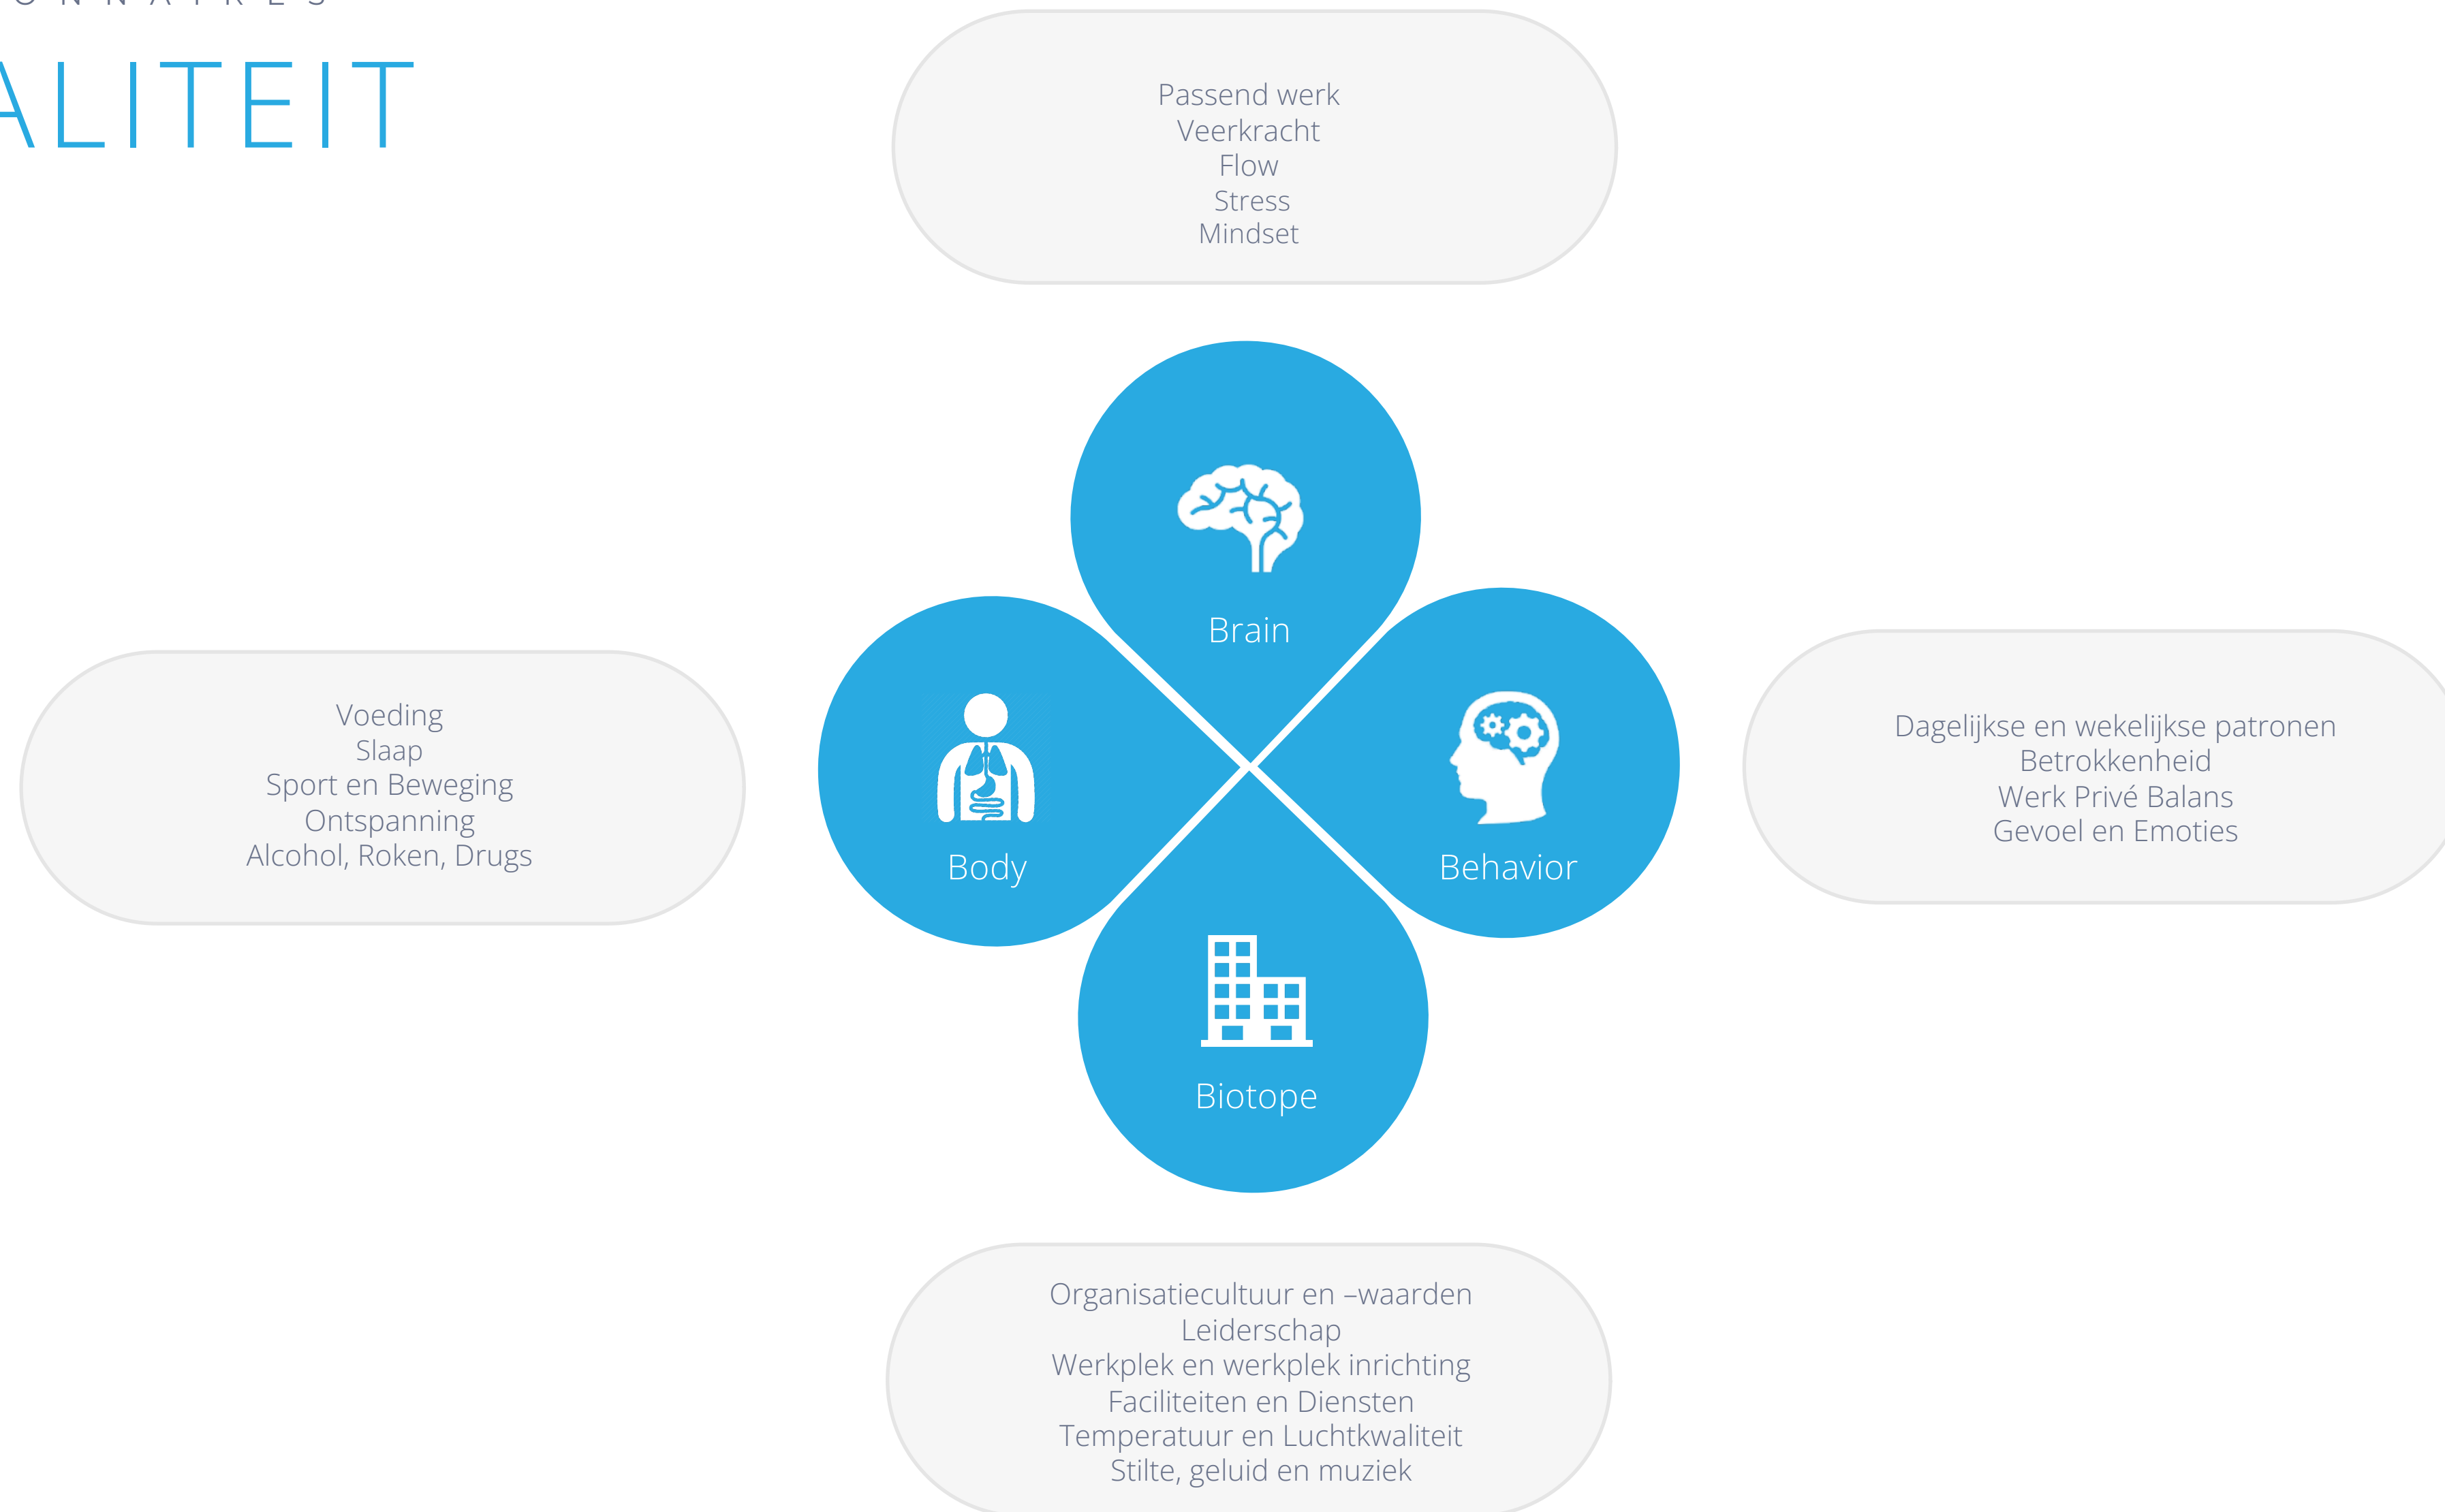 ONNAIRES
ALITEIT
Passend werk
Veerkracht
Flow
Stress
Mindset
Brain
Voeding
Slaap
Sport en Beweging
Ontspanning
Alcohol, Roken, Drugs
Body
Behavior
Dagelijkse en wekelijkse patronen
Betrokkenheid
Werk Privé Balans
Gevoel en Emoties
Biotope
Organisatiecultuur en –waarden
Leiderschap
Werkplek en werkplek inrichting
Faciliteiten en Diensten
Temperatuur en Luchtkwaliteit
Stilte, geluid en muziek